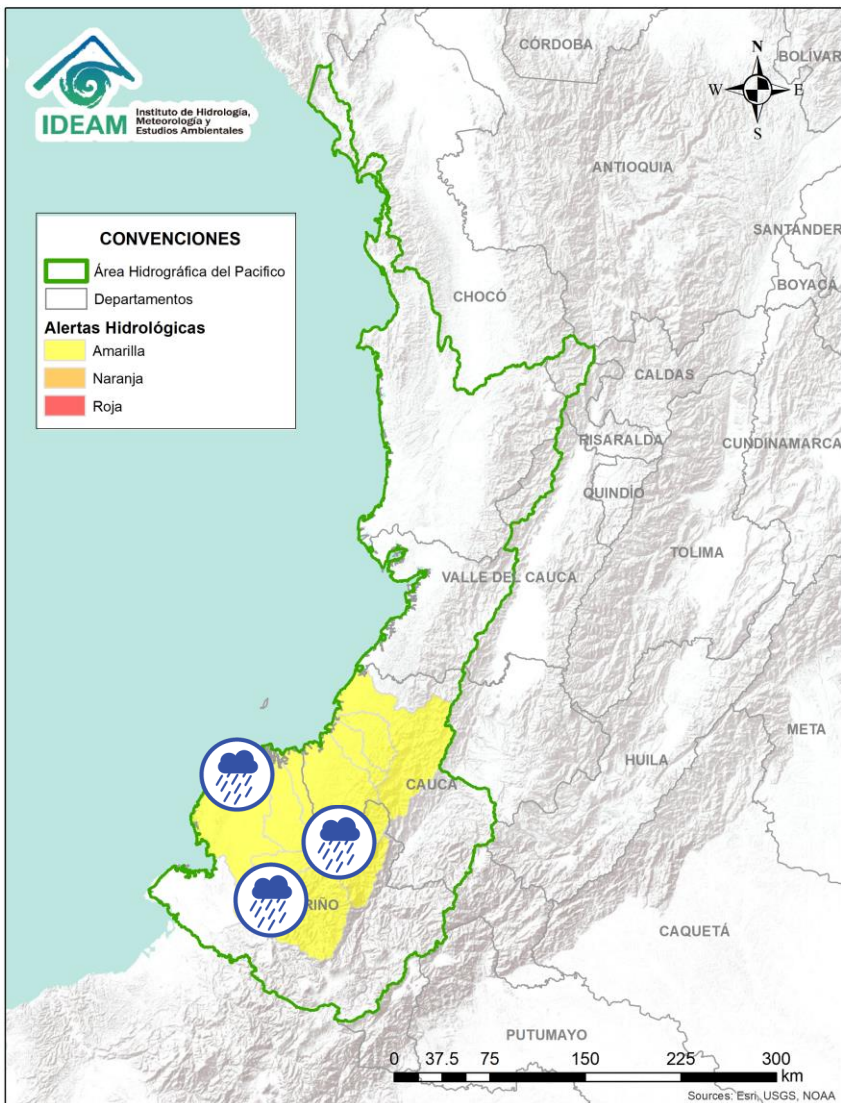 IDEAM
Instituto de Hidrología,
Meteorología y
Estudios Ambientales
N
W
E
S
CÓRDOBA
BOLÍVAR
ANTIOQUIA
SANTANDER
BOYACÁ
CONVENCIONES
Área Hidrográfica del Pacifico
Departamentos
Alertas Hidrológicas
Amarilla
Naranja
Roja
CHOCÓ
CALDAS
RISARALDA
CUNDINAMARCA
QUINDÍO
TOLIMA
VALLE DEL CAUCA
META
HUILA
CAUCA
RIÑO
CAQUETÁ
PUTUMAYO
0 37.5 75 150 225 300
km
Sources: Esri, USGS, NOAA